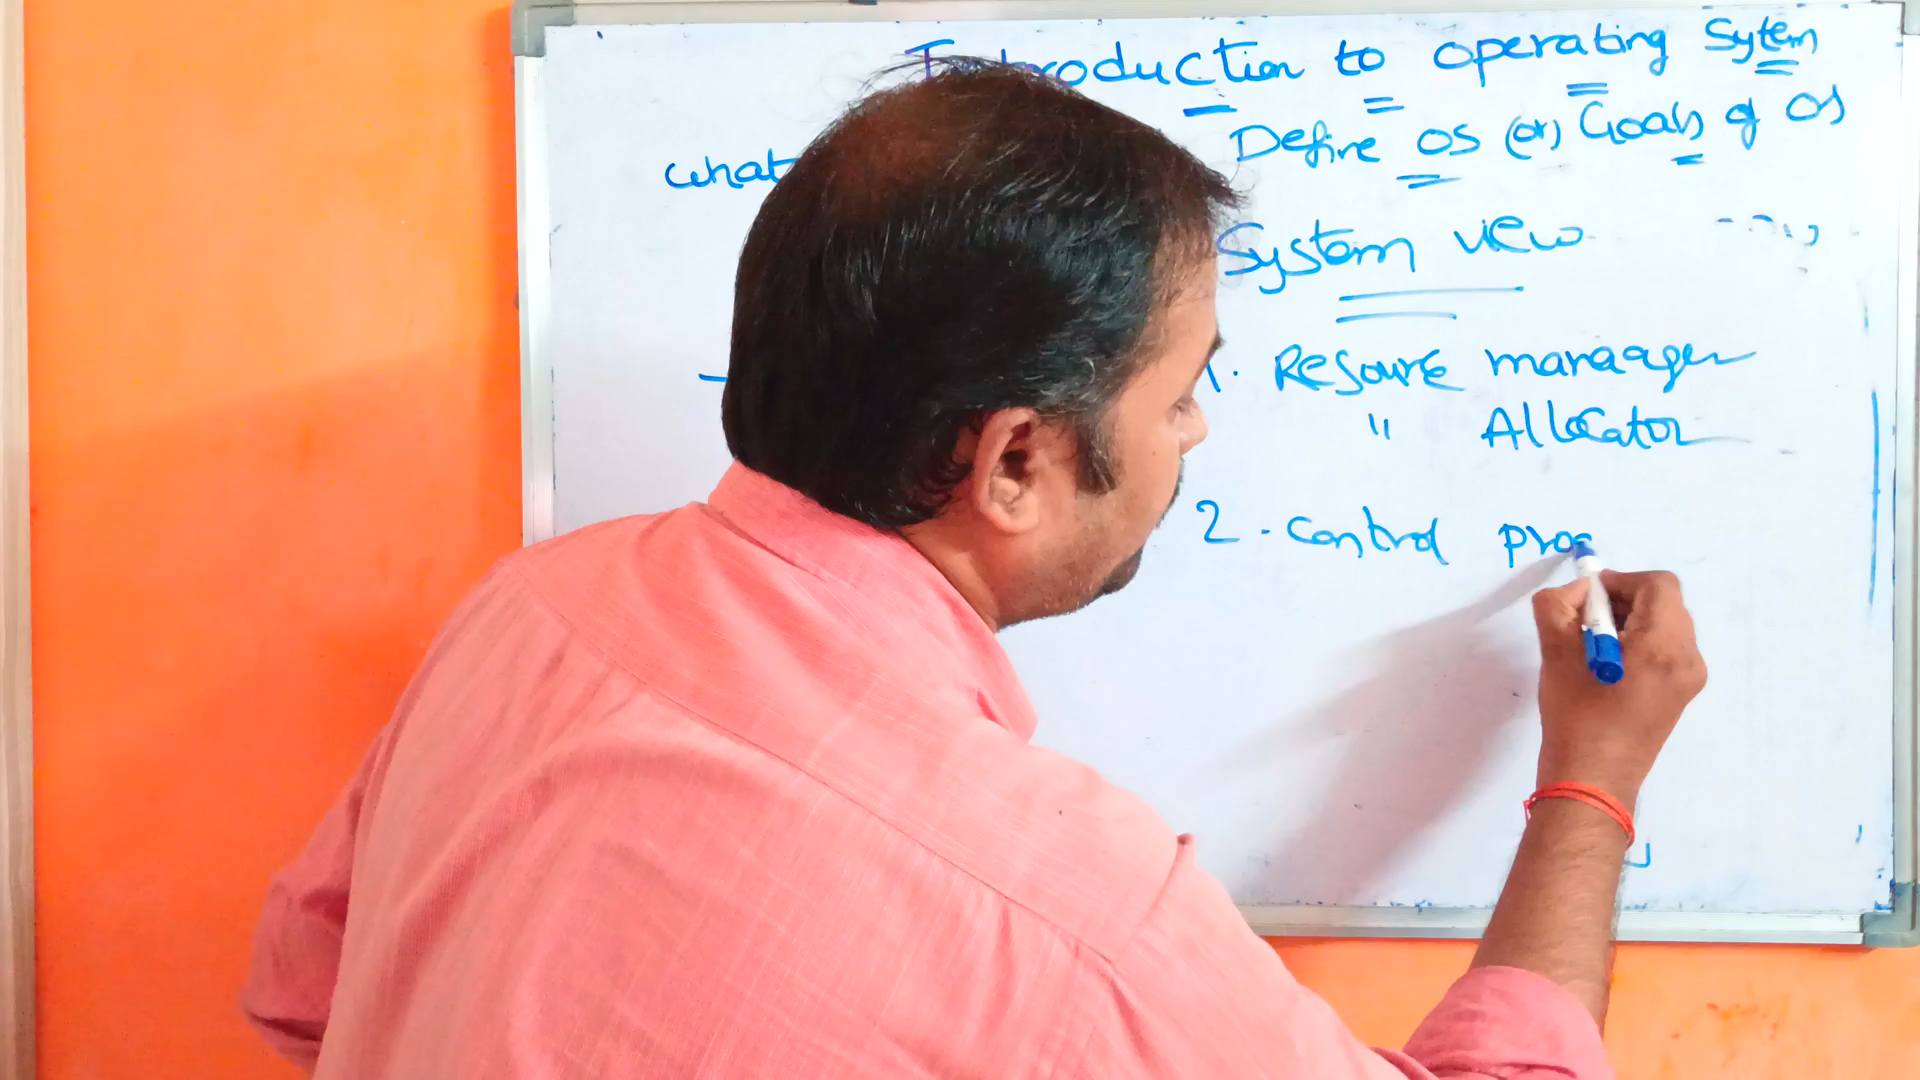 Introduction to operating Sytem
what Define OS (or) Goals of OS
System view
1. Resource manager
" Allocator
2. Control prog